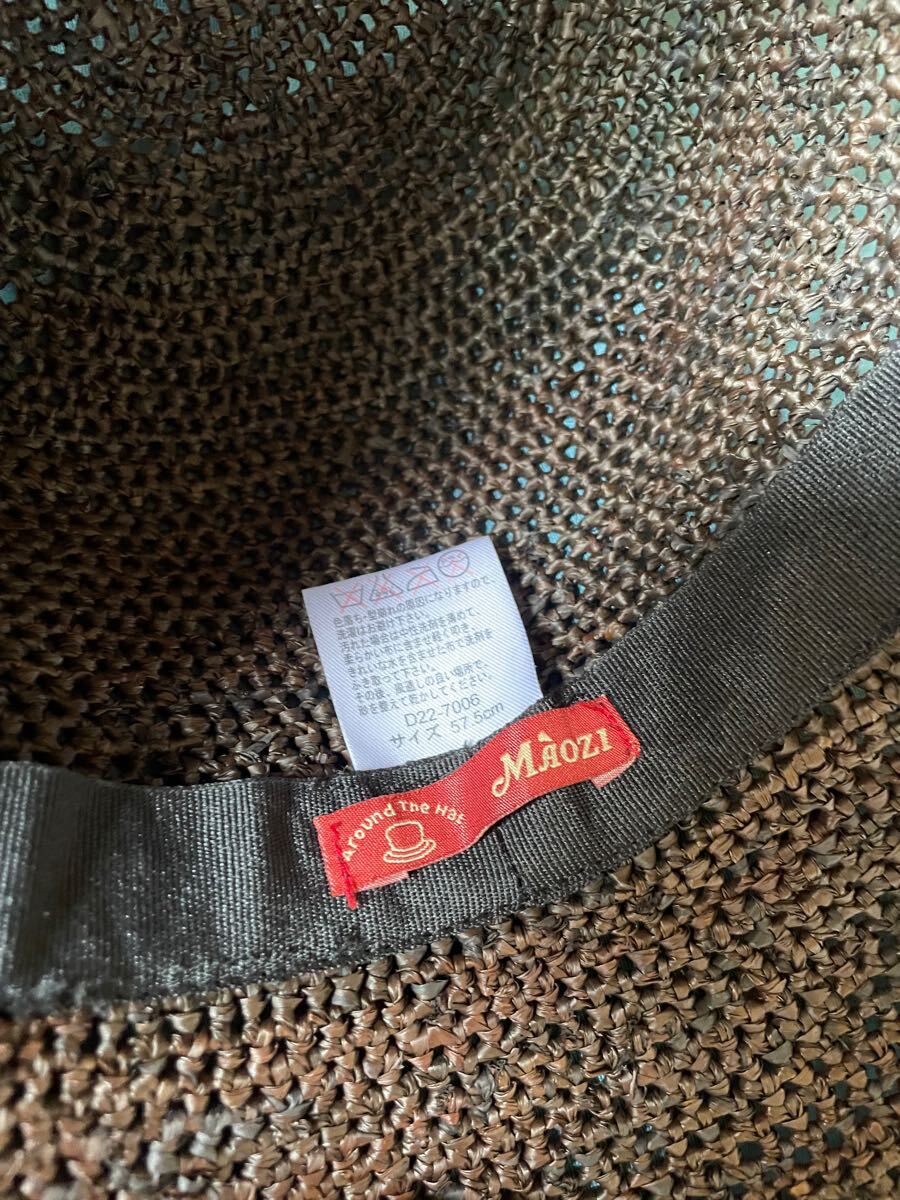 色落ち・型崩れの原因になりますので、
洗濯はお避け下さい。
汚れた場合は中性洗剤を薄めて、
柔らかい布に含ませ軽く叩き
きれいな水を含ませた布で洗剤を
ふき取って下さい。
その後、風通しの良い場所で、
形を整えて乾かしてください。
D22-7006
サイズ 57.5cm
MÀOZI
Around The Hat